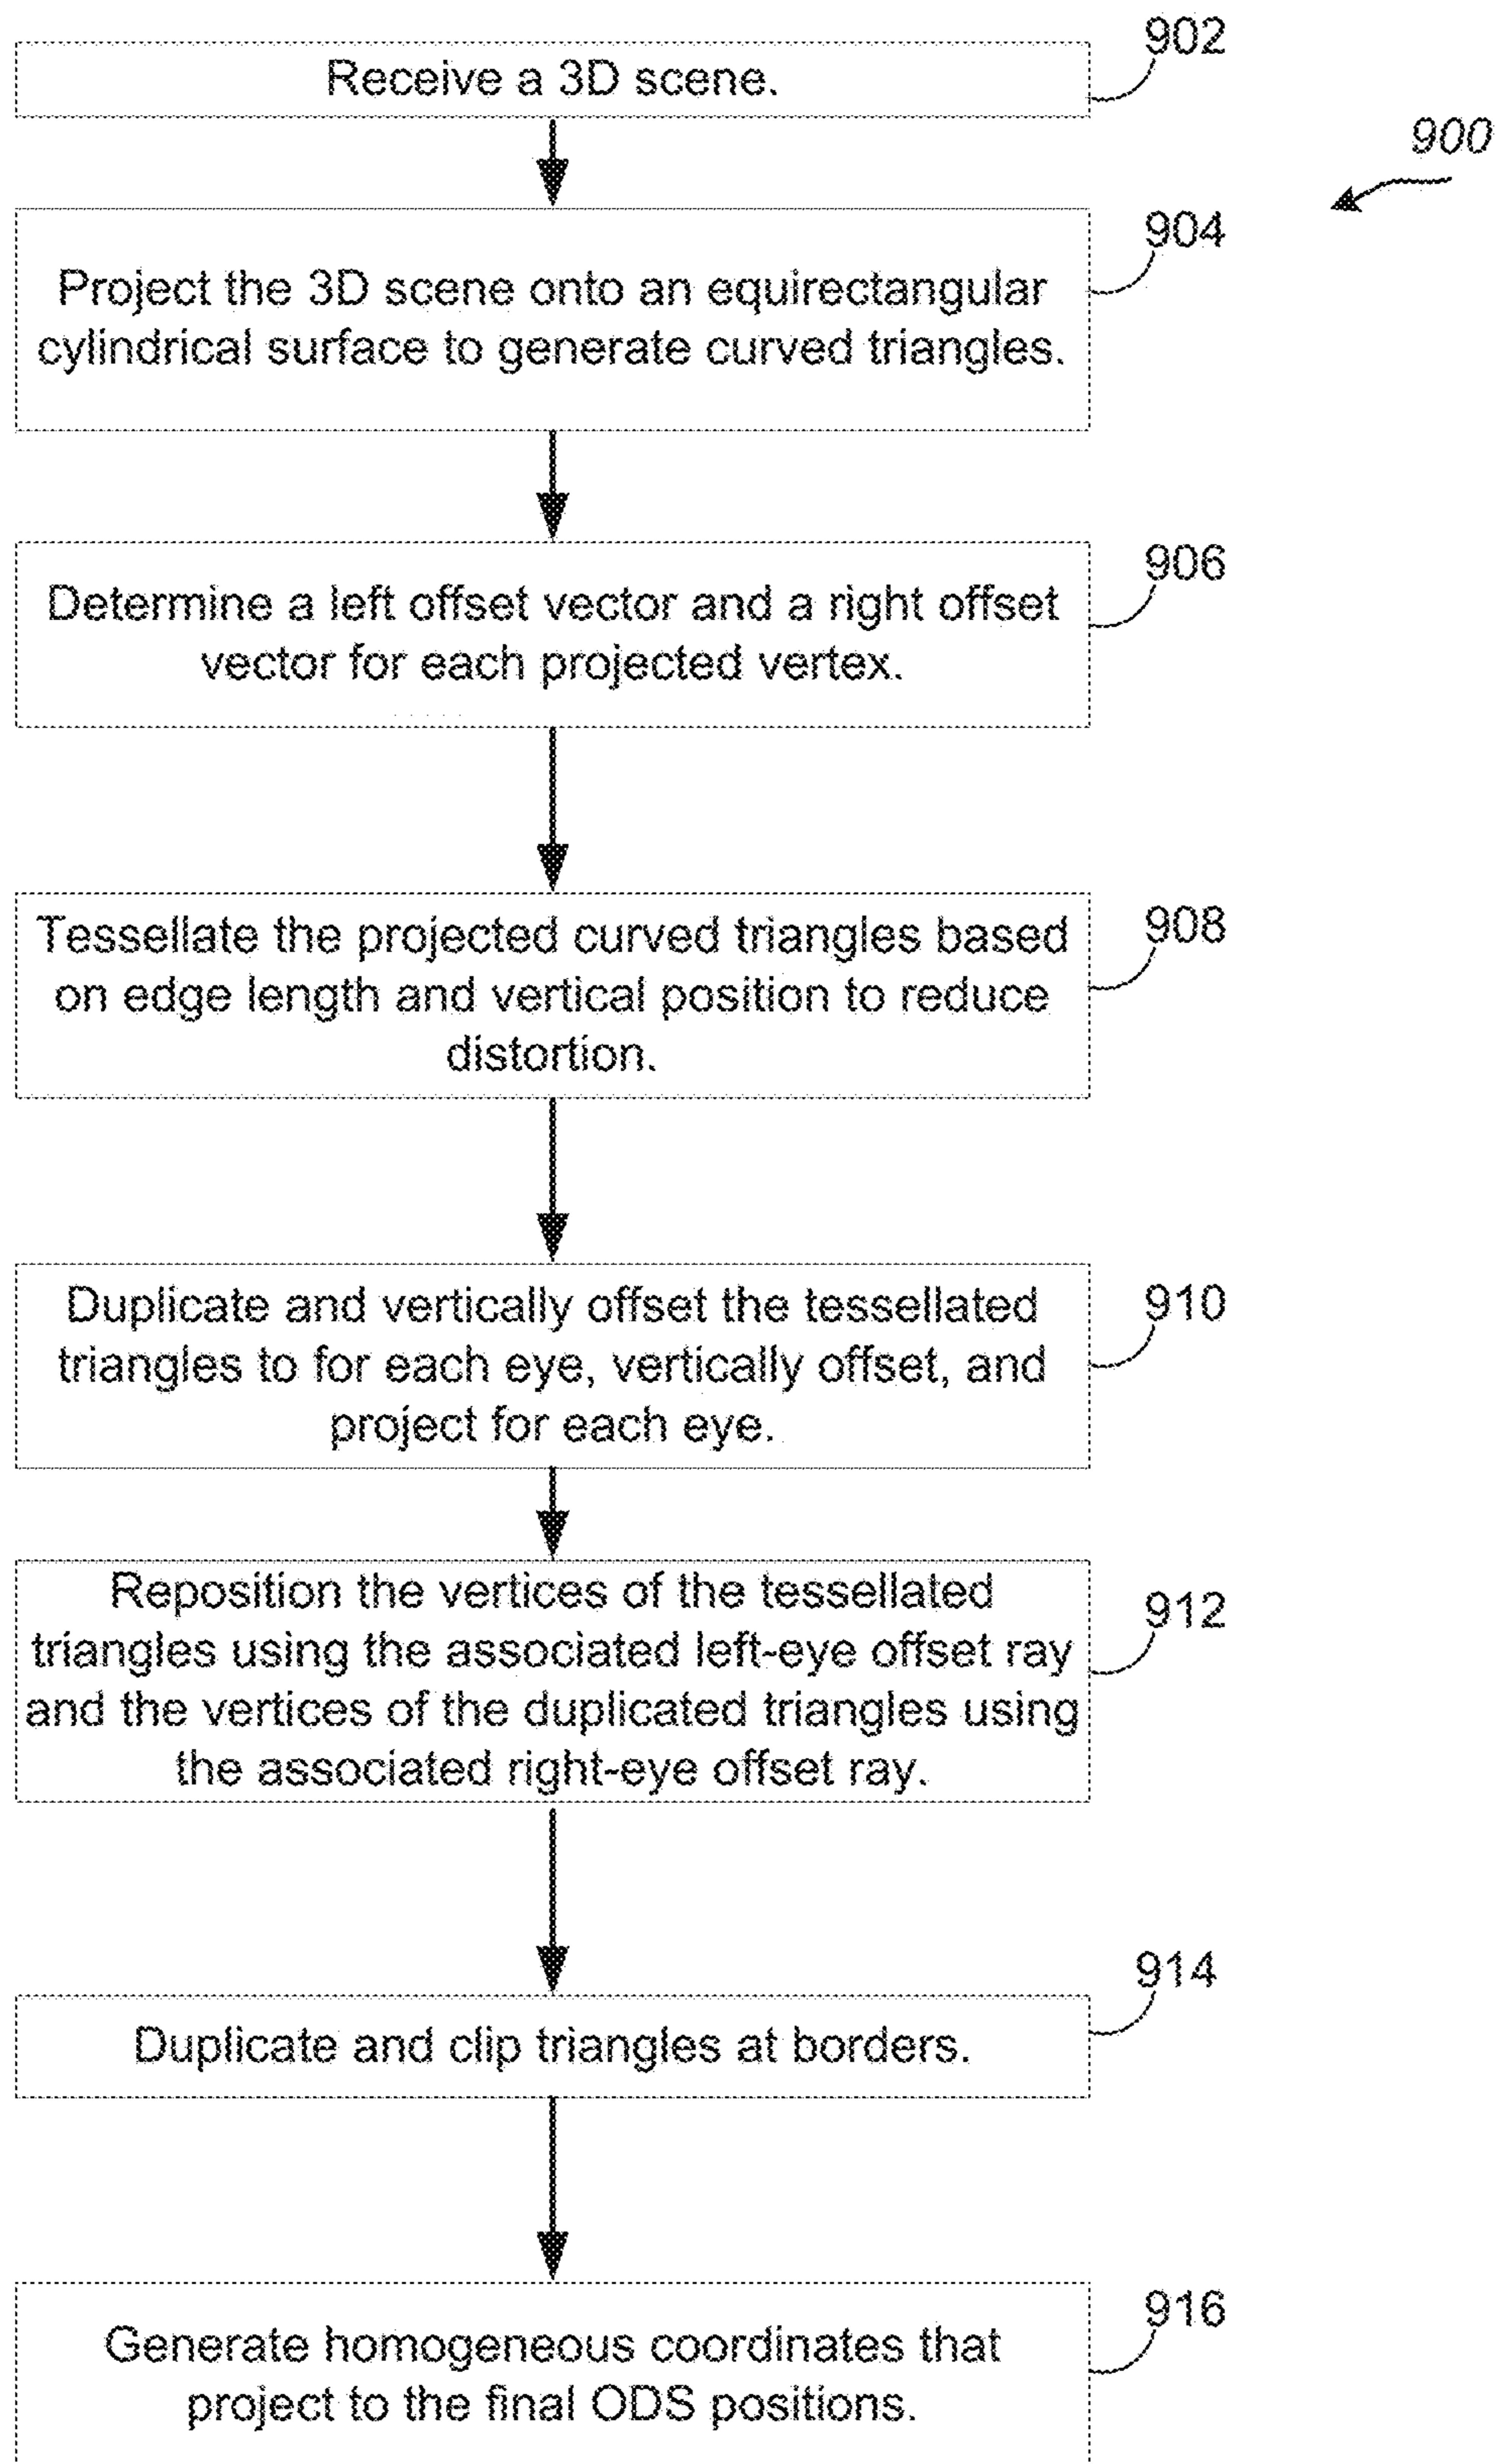 902
Receive a 3D scene.
900
904
Project the 3D scene onto an equirectangular
cylindrical surface to generate curved triangles.
906
Determine a left offset vector and a right offset
vector for each projected vertex.
908
Tessellate the projected curved triangles based
on edge length and vertical position to reduce
distortion.
910
Duplicate and vertically offset the tessellated
triangles to for each eye, vertically offset, and
project for each eye.
912
Reposition the vertices of the tessellated
triangles using the associated left-eye offset ray
and the vertices of the duplicated triangles using
the associated right-eye offset ray.
914
Duplicate and clip triangles at borders.
916
Generate homogeneous coordinates that
project to the final ODS positions.